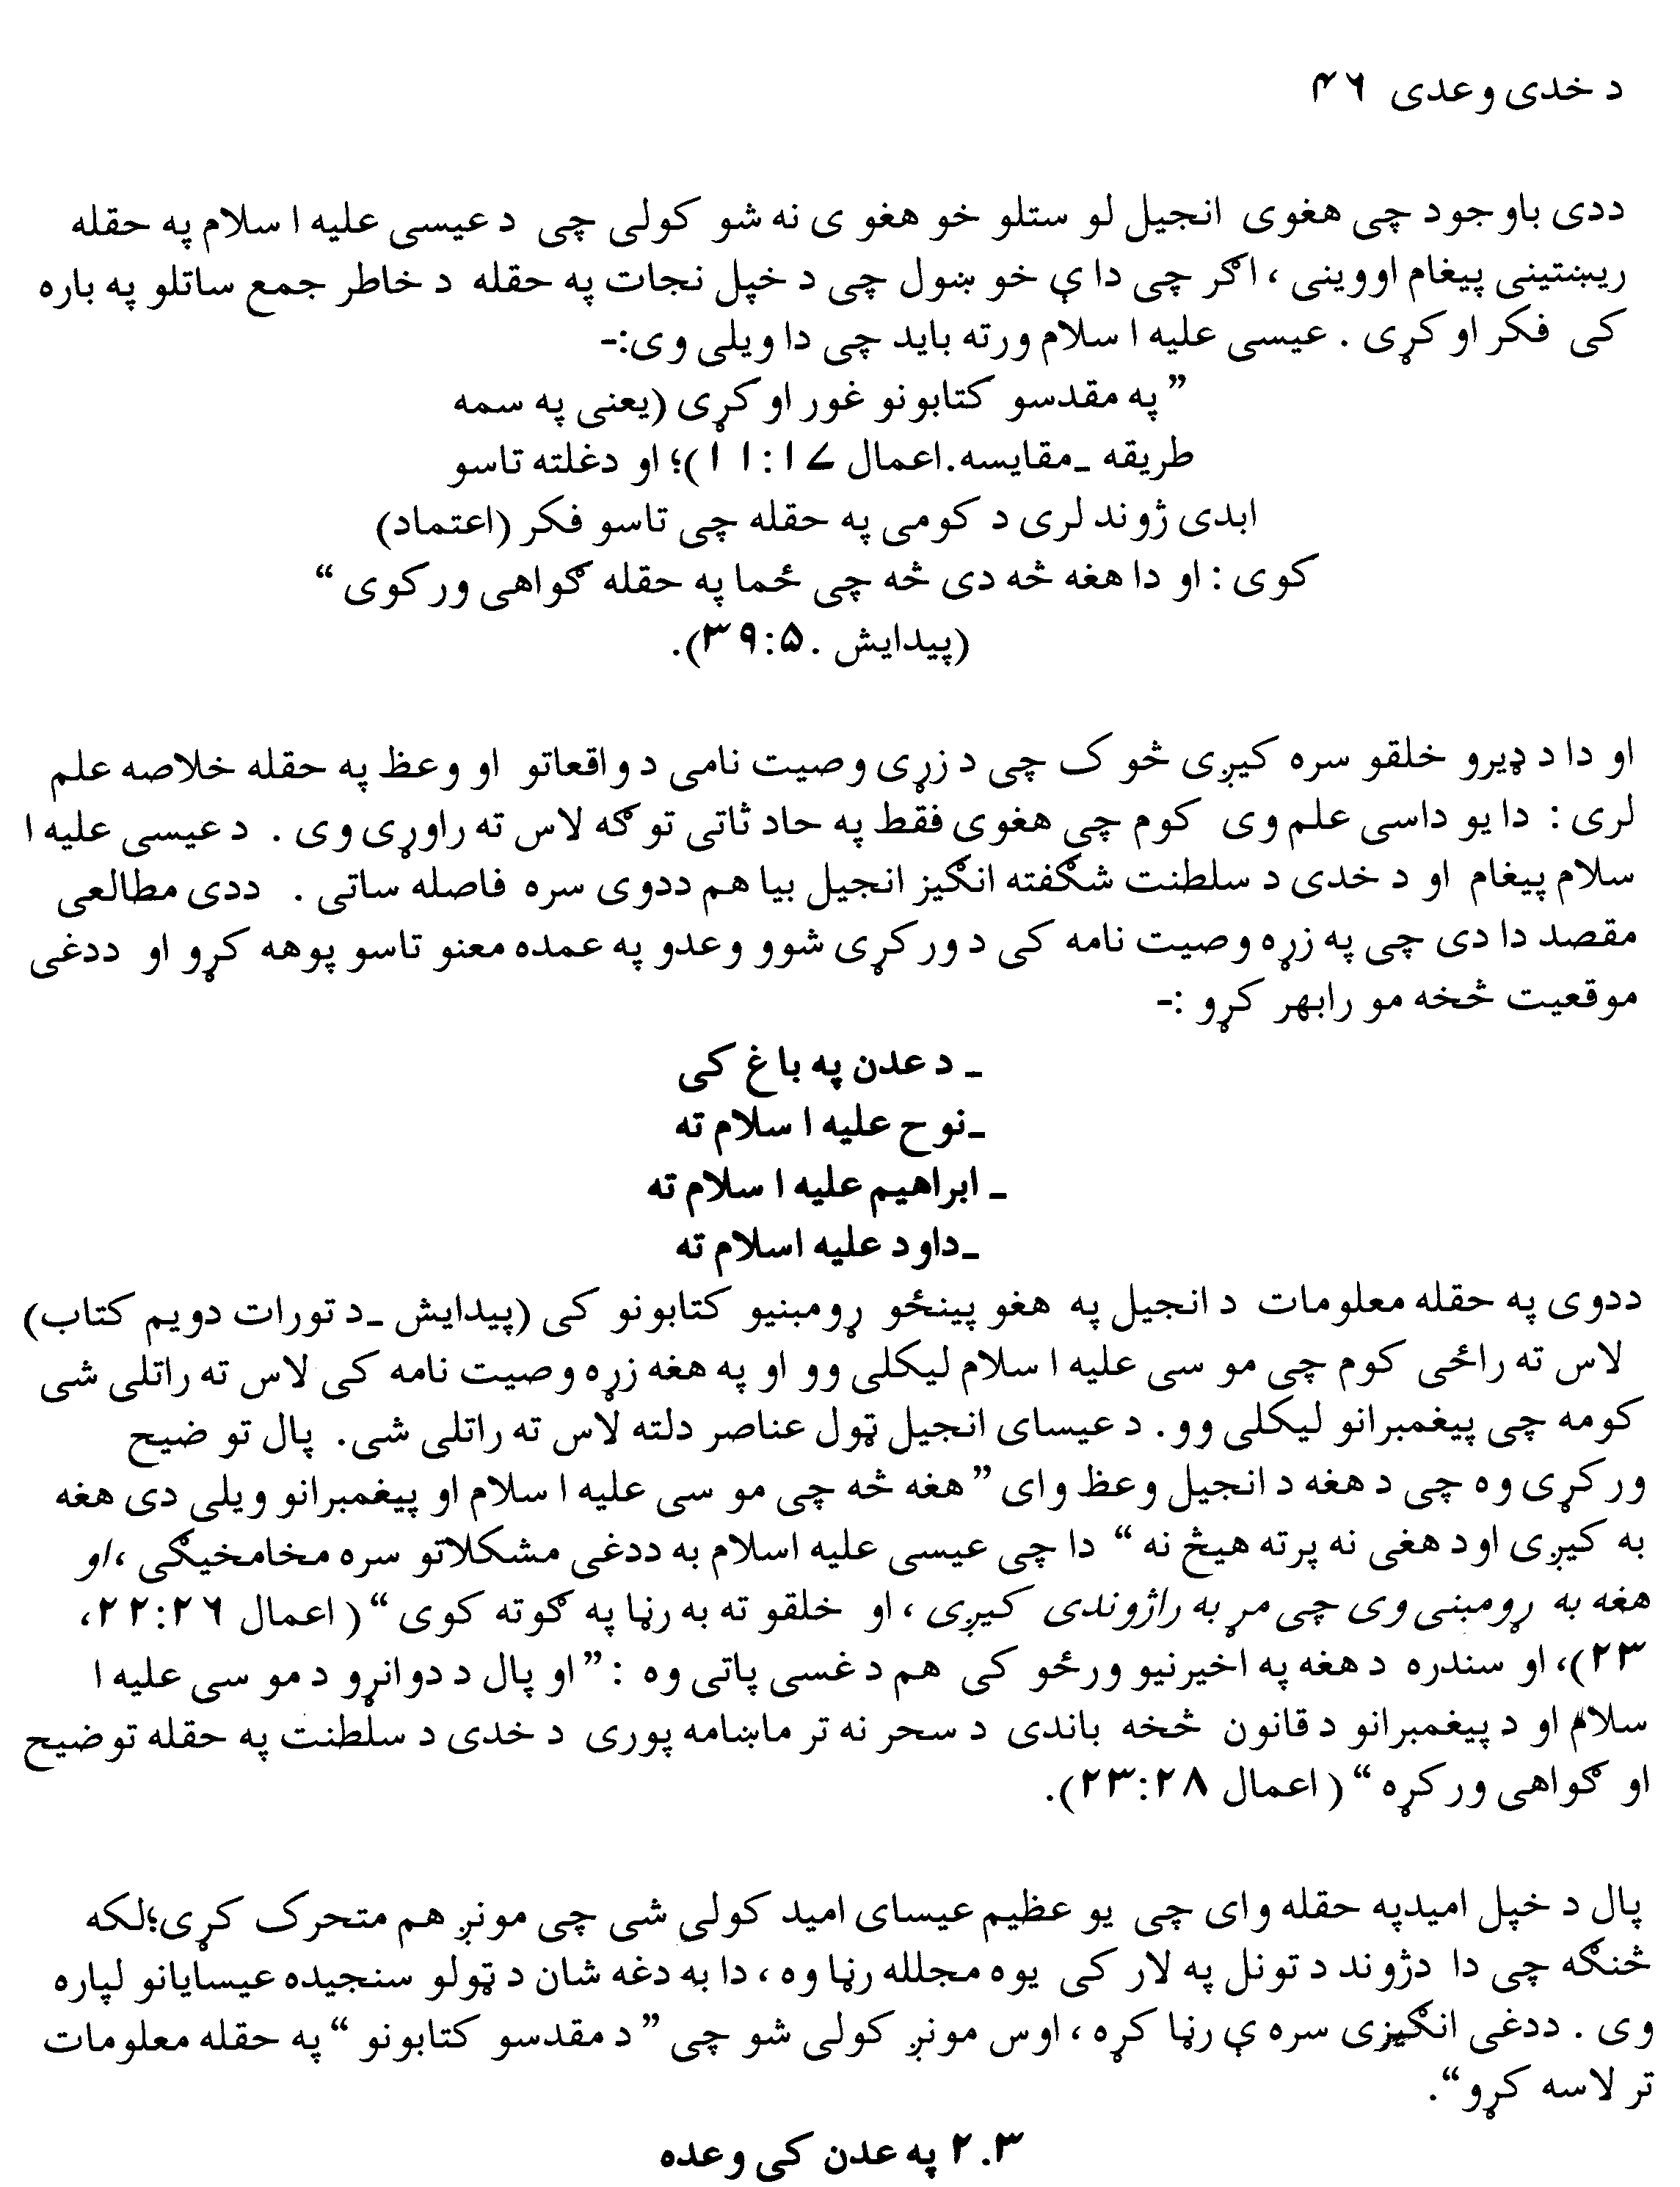 د خدی وعدی ۴۶
ددی باوجود چی هغوی انجیل لو ستلو خو هغو ی نه شو کولی چی د عیسی علیه ا سلام په حقله
ریښتینی پیغام اووینی ، اګر چی دا ې خو ښول چی د خپل نجات په حقله د خاطر جمع ساتلو په باره
کی فکر او کړی . عیسی علیه ا سلام ورته باید چی دا ویلی وی:-
” په مقدسو کتابونو غور او کړی (یعنی په سمه
طریقه _مقایسه.اعمال ۱۷:۱۱)؛ او دغلته تاسو
ابدی ژوند لری د کومی په حقله چی تاسو فکر (اعتماد)
کوی : او دا هغه څه دی څه چی ځما په حقله ګواهی ورکوی “
(پیدایش .۳۹:۵).
او دا د ډیرو خلقو سره کیږی څو ک چی د زړی وصیت نامی د واقعاتو او وعظ په حقله خلاصه علم
لری : دا یو داسی علم وی کوم چی هغوی فقط په حاد ثاتی تو ګه لاس ته راوړی وی . د عیسی علیه ا
سلام پیغام او د خدی د سلطنت شګفته انګیز انجیل بیا هم ددوی سره فاصله ساتی . ددی مطالعی
مقصد دا دی چی په زړه وصیت نامه کی د ورکړی شوو وعدو په عمده معنو تاسو پوهه کړو او ددغی
موقعیت څخه مو رابهر کړو :-
_ د عدن په باغ کی
_نوح علیه ا سلام ته
_ ابراهیم علیه ا سلام ته
_داود علیه اسلام ته
ددوی په حقله معلومات د انجیل په هغو پینځو ړومبنیو کتابونو کی (پیدایش _د تورات دویم کتاب)
لاس ته راځی کوم چی مو سی علیه ا سلام لیکلی وو او په هغه زړه وصیت نامه کی لاس ته راتلی شی
کومه چی پیغمبرانو لیکلی وو. د عیسای انجیل ټول عناصر دلته لاس ته راتلی شی. پال تو ضیح
ورکړی وه چی د هغه د انجیل وعظ وای ” هغه څه چی مو سی علیه ا سلام او پیغمبرانو ویلی دی هغه
به کیږی اود هغی نه پرته هیڅ نه “ دا چی عیسی علیه اسلام به ددغی مشکلاتو سره مخامخیګی ،او
هغه به ړومبنی وی چی مړ به راژوندی کیږی ، او خلقو ته به رڼا په ګوته کوی “ ( اعمال ۲۲:۲۶،
۲۳)، او سندره د هغه په اخیرنیو ورځو کی هم د غسی پاتی وه : ” او پال د دوانړو د مو سی علیه ا
سلام او د پیغمبرانو د قانون څخه باندی د سحر نه تر ماښامه پوری د خدی د سلطنت په حقله توضیح
او ګواهی ورکړه “ ( اعمال ۲۳:۲۸).
پال د خپل امیدپه حقله وای چی یو عظیم عیسای امید کولی شی چی مونږ هم متحرک کړی؛لکه
څنګه چی دا دژوند د تونل په لار کی یوه مجلله رڼا وه ، دا به دغه شان د ټولو سنجیده عیسایانو لپاره
وی . ددغی انګیزی سره ې رڼا کړه ، اوس مونږ کولی شو چی ” د مقدسو کتابونو “ په حقله معلومات
تر لاسه کړو“.
۲.۳ په عدن کی وعده